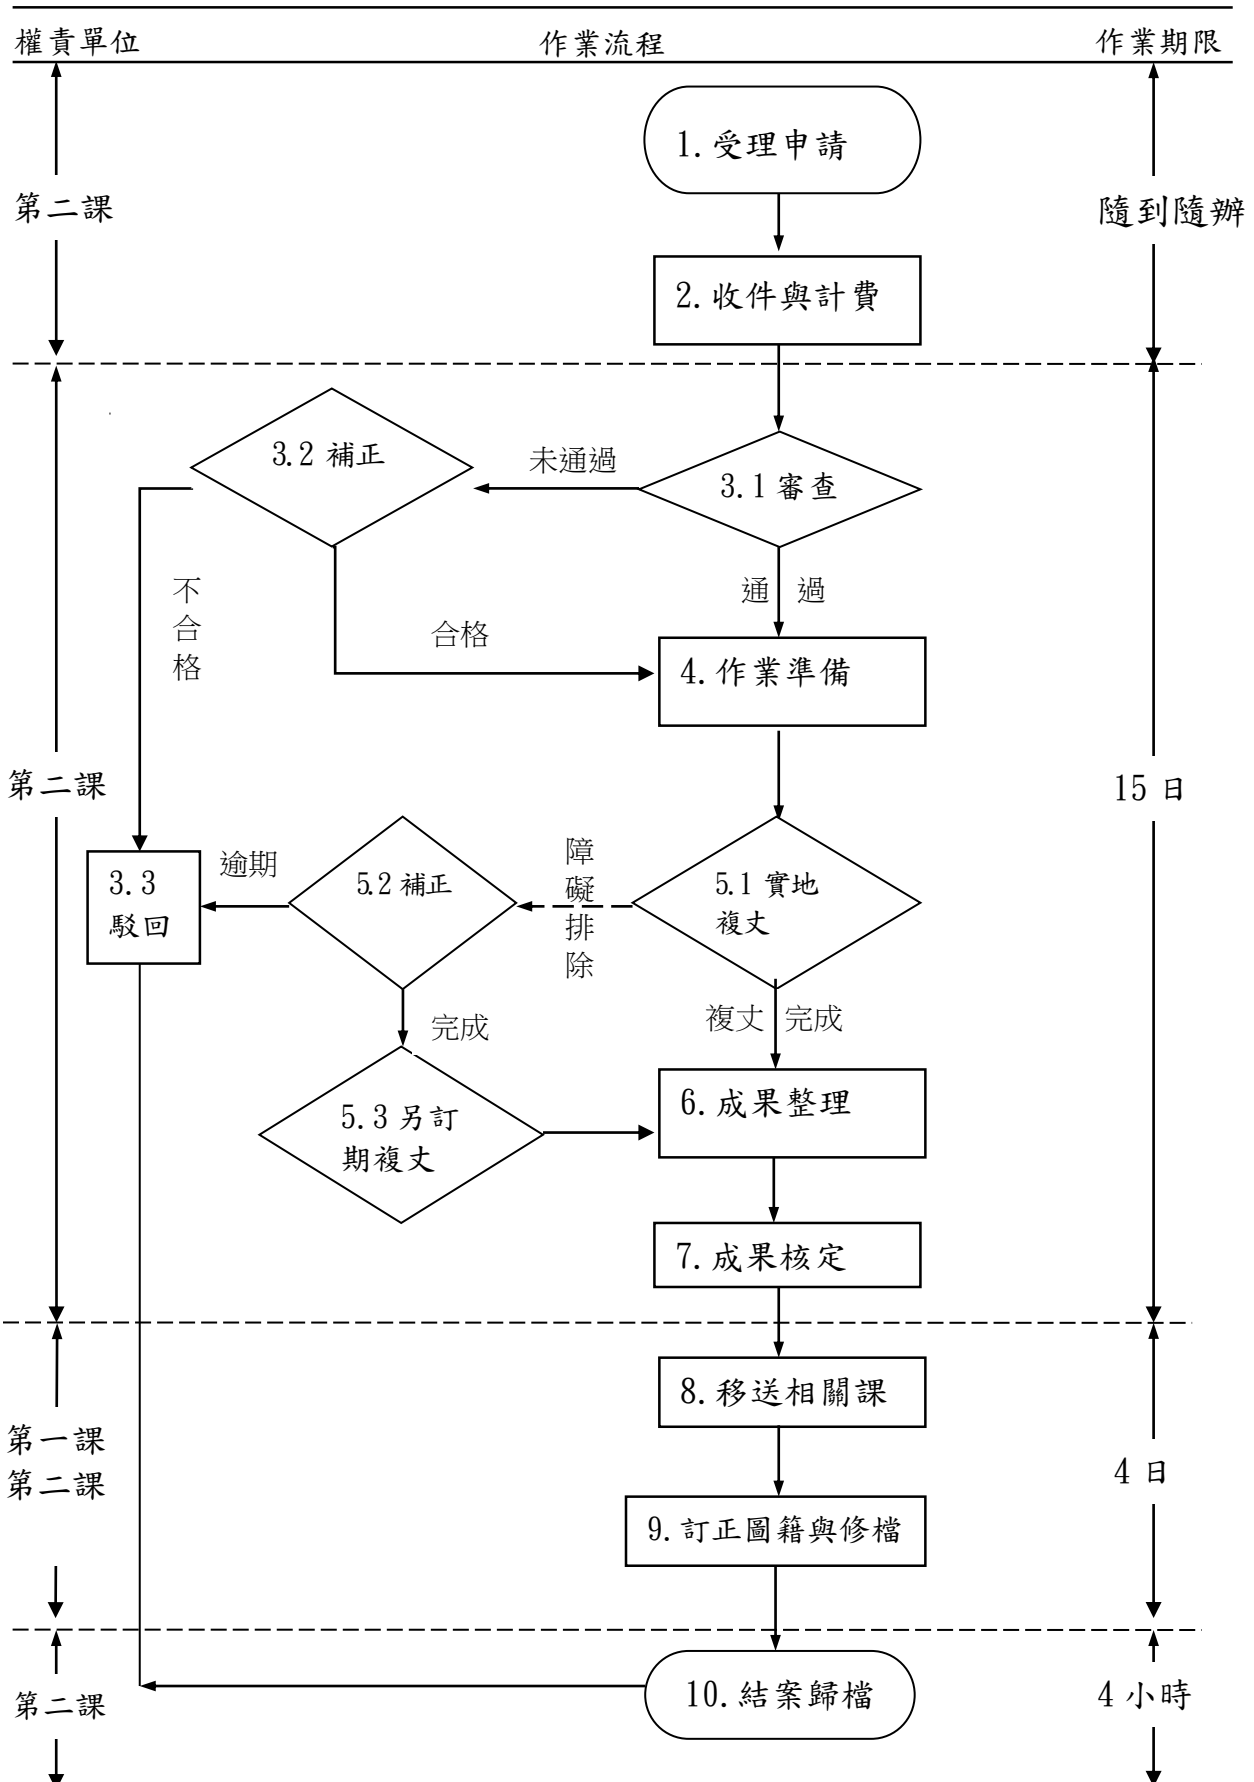 權責單位 作業流程 作業期限
1.受理申請
第二課
隨到隨辦
2.收件與計費
3.2 補正
未通過
3.1 審查
通 過
不合格
合格
4.作業準備
第二課
15 日
障礙排除
逾期
3.3
駁回
5.2 補正
5.1 實地
複丈
複丈 完成
完成
6.成果整理
5.3 另訂
期複丈
7.成果核定
8.移送相關課
第一課
第二課
4 日
9.訂正圖籍與修檔
10.結案歸檔
第二課
4 小時